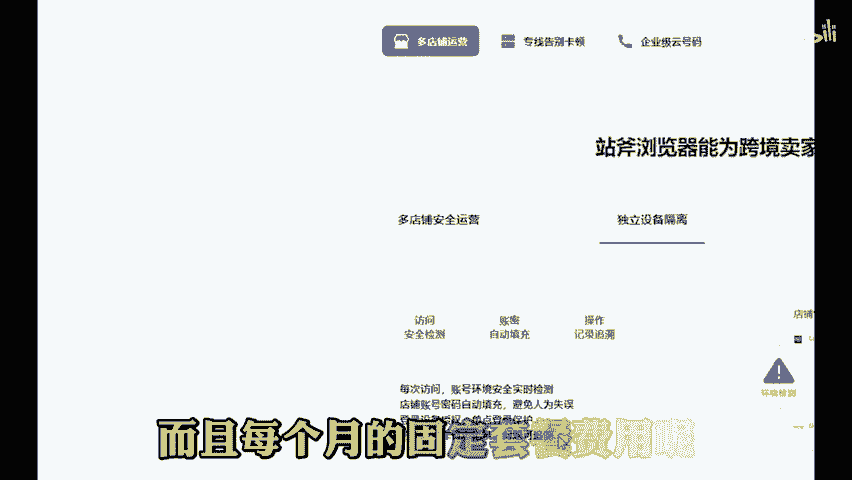 多店铺运营 专线告别卡顿 企业级云号码
站斧浏览器能为跨境卖家
多店铺安全运营 独立设备隔离
访问 账密 操作
安全检测 自动填充 记录追溯
店铺
环境检测
每次访问，账号环境安全实时检测
店铺账号密码自动填充，避免人为失误
而且每个月的固定套餐费用呢